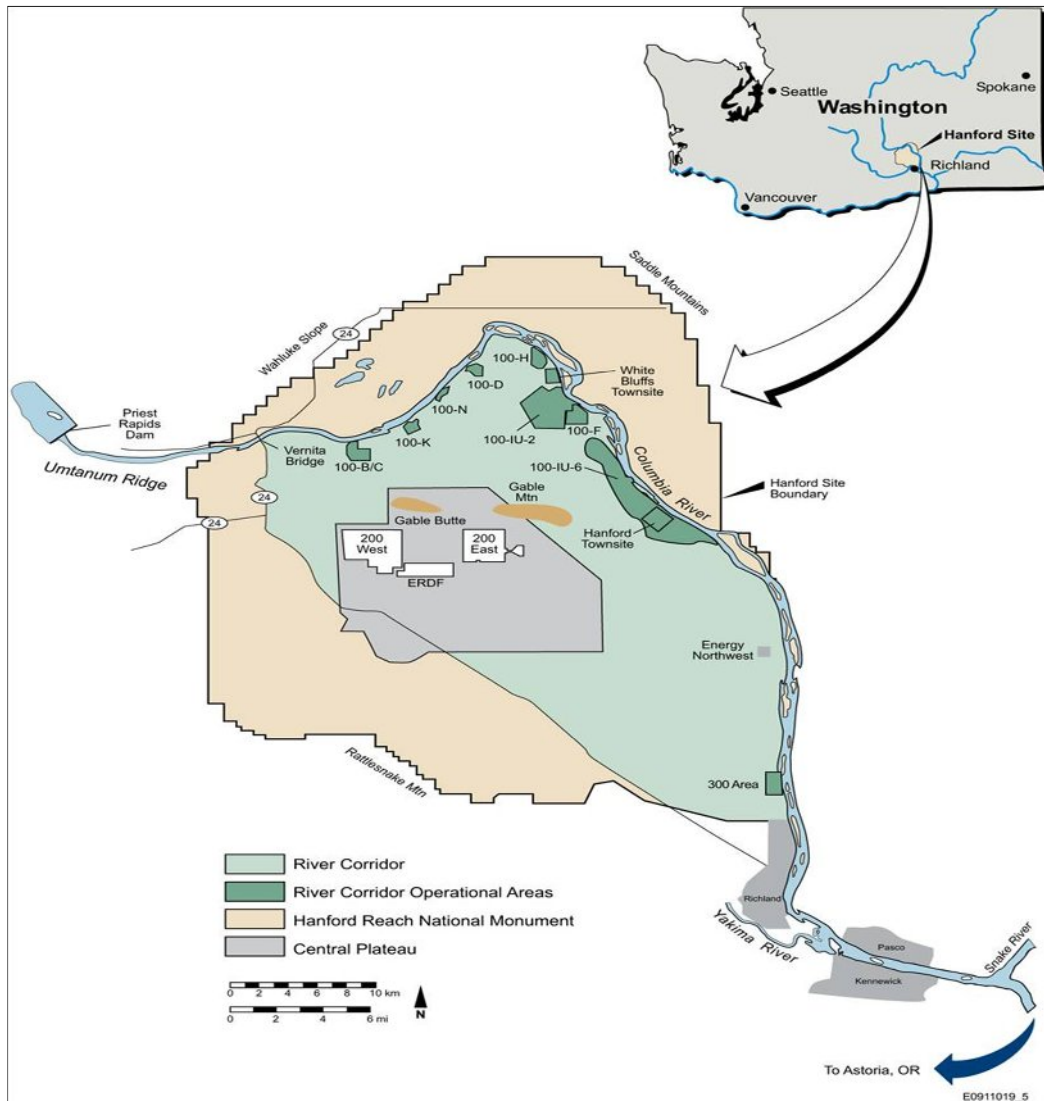 Seattle
Spokane
Washington
Hanford Site
Richland
Vancouver
Saddle Mountains
Wahluke Slope
24
100-H
White
Bluffs
Townsite
100-D
100-N
Priest
Rapids
Dam
100-K
100-IU-2
100-F
Vernita
Bridge
100-B/C
Umtanum Ridge
100-IU-6
Columbia River
Hanford Site
Boundary
24
24
Gable
Mtn
Gable Butte
Hanford
Townsite
200
West
200
East
ERDF
Energy
Northwest
Rattlesnake Mtn
300 Area
River Corridor
River Corridor Operational Areas
Hanford Reach National Monument
Central Plateau
Richland
Yakima River
Pasco
Kennewick
Snake River
0 2 4 6 8 10 km
0 2 4 6 mi
N
To Astoria, OR
E0911019_5